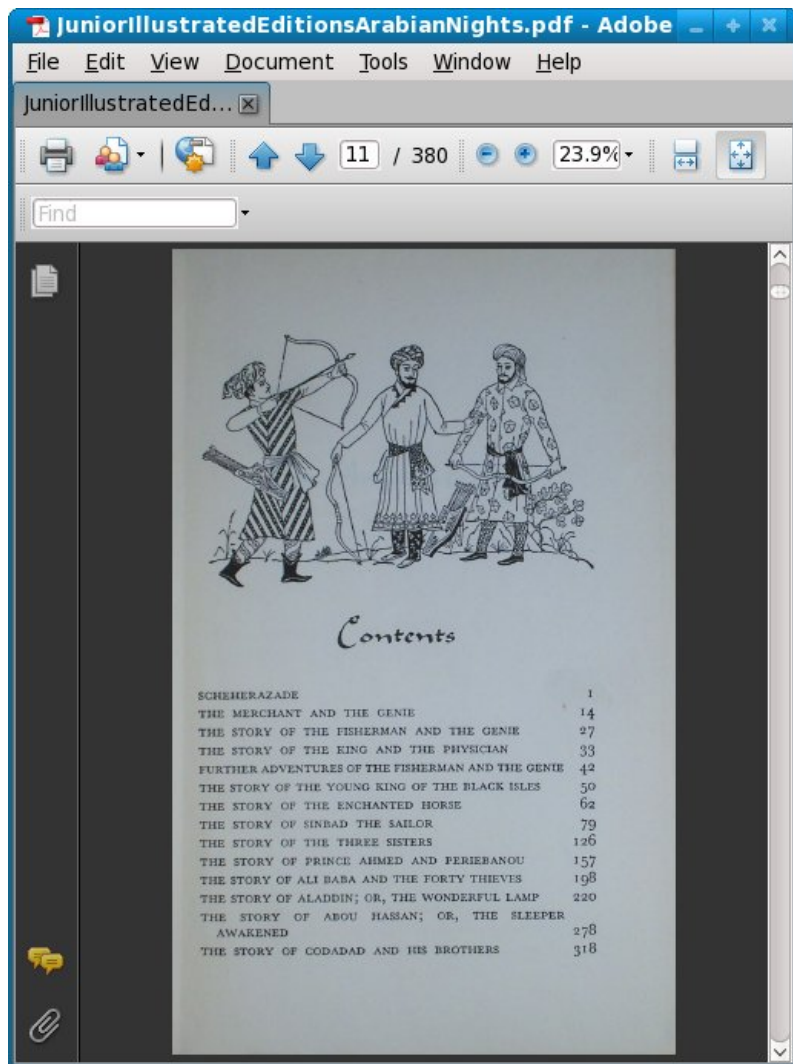 JuniorIllustratedEditionsArabianNights.pdf - Adobe
File Edit View Document Tools Window Help
JuniorIllustratedEd...
11 / 380 23.9%
Find
Contents
SCHEHERAZADE 1
THE MERCHANT AND THE GENIE 14
THE STORY OF THE FISHERMAN AND THE GENIE 27
THE STORY OF THE KING AND THE PHYSICIAN 33
FURTHER ADVENTURES OF THE FISHERMAN AND THE GENIE 42
THE STORY OF THE YOUNG KING OF THE BLACK ISLES 50
THE STORY OF THE ENCHANTED HORSE 62
THE STORY OF SINBAD THE SAILOR 79
THE STORY OF THE THREE SISTERS 126
THE STORY OF PRINCE AHMED AND PERIEBANOU 157
THE STORY OF ALI BABA AND THE FORTY THIEVES 198
THE STORY OF ALADDIN; OR, THE WONDERFUL LAMP 220
THE STORY OF ABOU HASSAN; OR, THE SLEEPER
AWAKENED 278
THE STORY OF CODADAD AND HIS BROTHERS 318